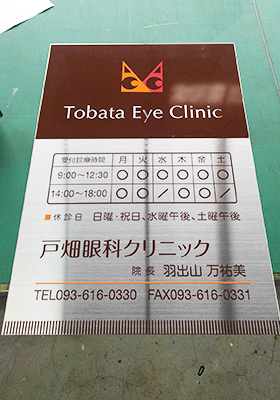 Tobata Eye Clinic
受付診療時間 月 火 水 木 金 土
9:00〜12:30 ○ ○ ○ ○ ○ ○
14:00〜18:00 ○ ○ ／ ○ ○ ／
■休診日 日曜・祝日、水曜午後、土曜午後
戸畑眼科クリニック
院長 羽出山 万祐美
TEL093-616-0330 FAX093-616-0331